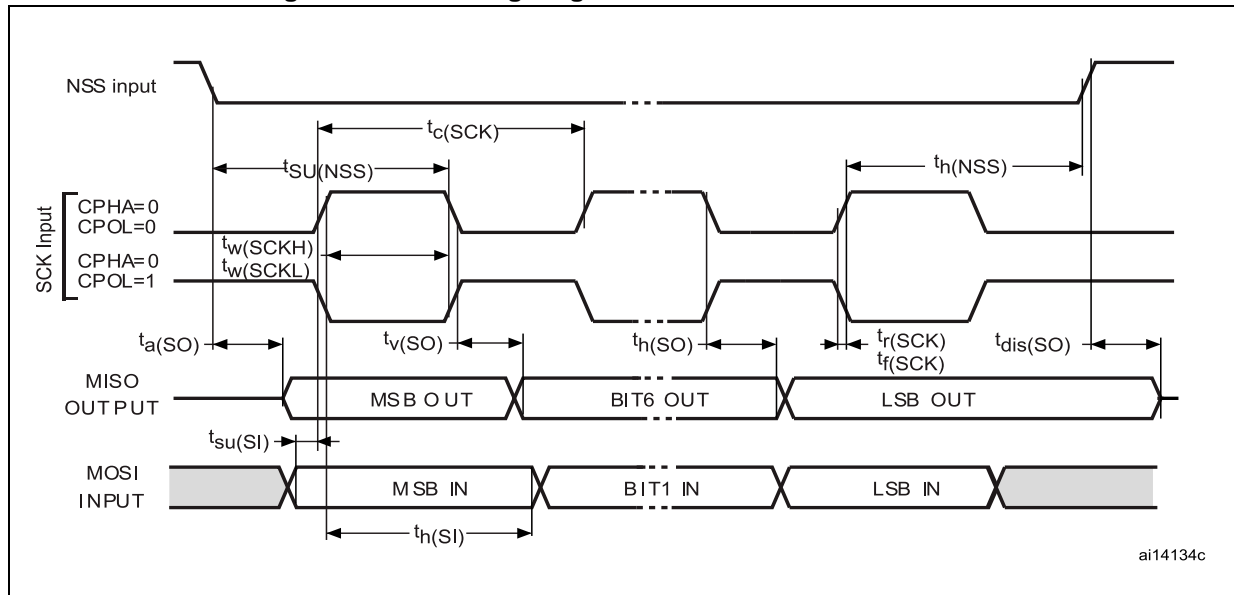 NSS input
tc(SCK)
tSU(NSS)
th(NSS)
SCK Input
CPHA=0
CPOL=0
tw(SCKH)
CPHA=0
tw(SCKL)
CPOL=1
ta(SO)
tv(SO)
th(SO)
tr(SCK)
tf(SCK)
tdis(SO)
MISO
OUTPUT
MSB OUT
BIT6 OUT
LSB OUT
tsu(SI)
MOSI
INPUT
MSB IN
BIT1 IN
LSB IN
th(SI)
ai14134c